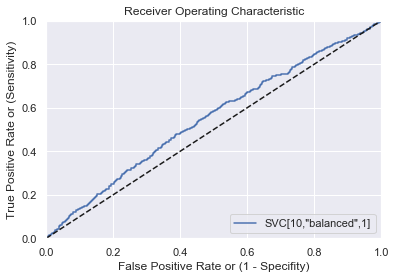 Receiver Operating Characteristic
True Positive Rate or (Sensitivity)
1.0
0.8
0.6
0.4
0.2
0.0
SVC[10,"balanced",1]
0.0 0.2 0.4 0.6 0.8 1.0
False Positive Rate or (1 - Specifity)